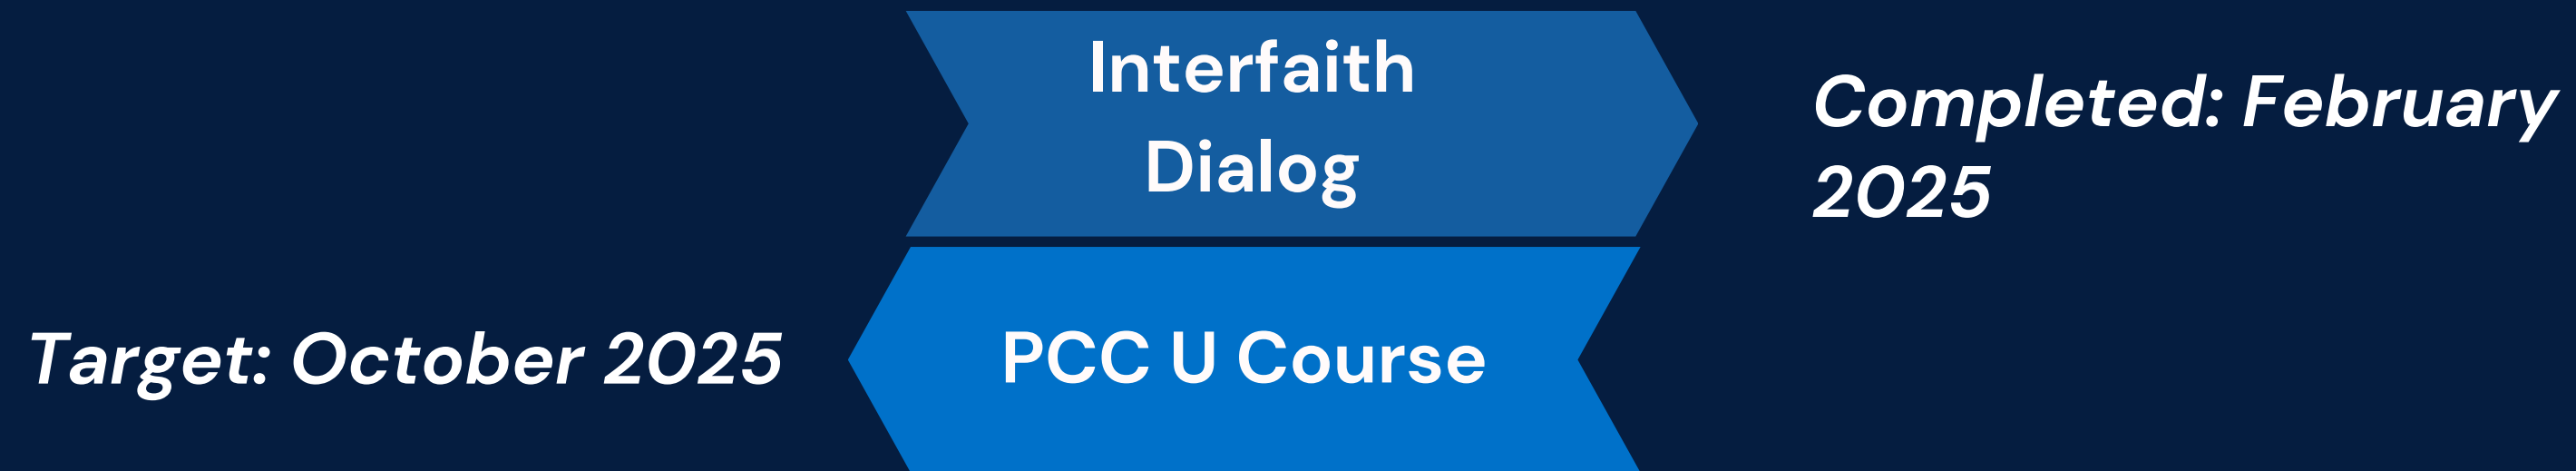 Interfaith
Dialog
Completed: February
2025
Target: October 2025
PCC U Course